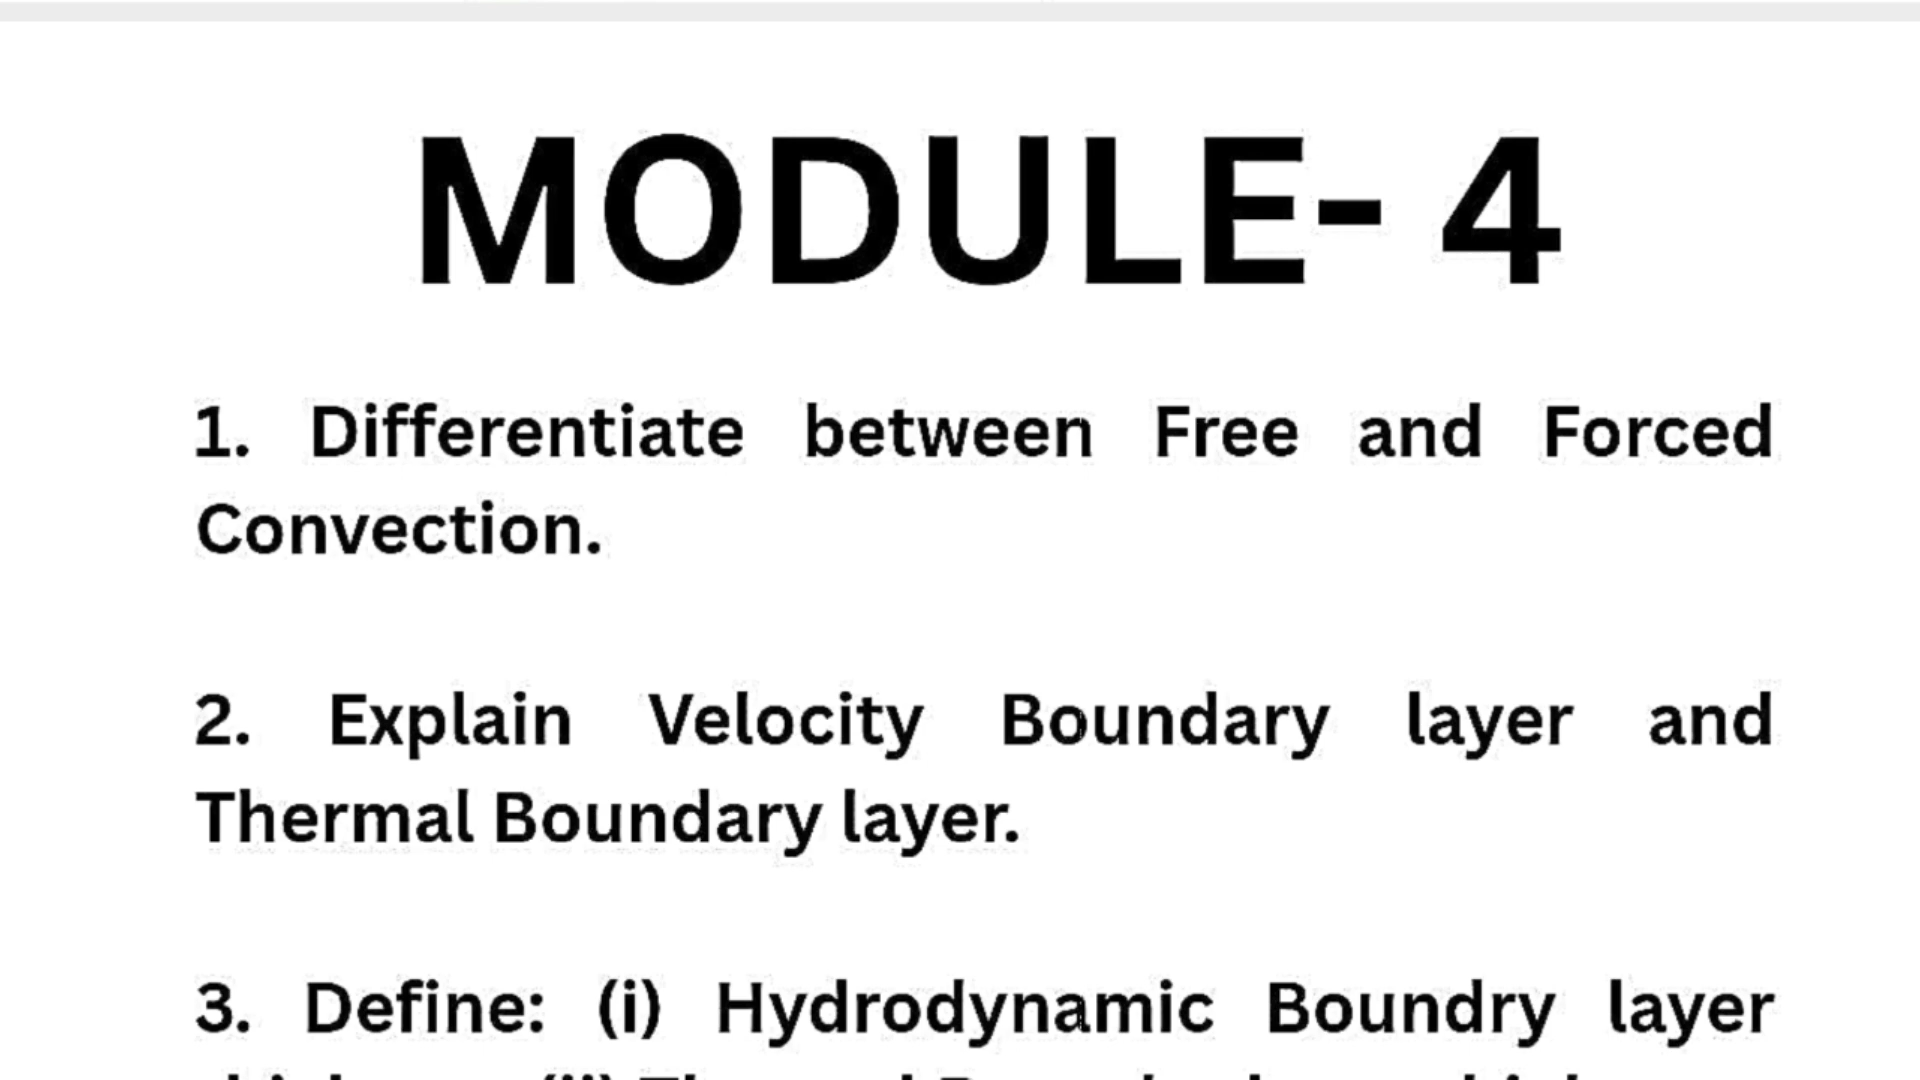 MODULE- 4
1. Differentiate between Free and Forced
Convection.
2. Explain Velocity Boundary layer and
Thermal Boundary layer.
3. Define: (i) Hydrodynamic Boundry layer
(ii)